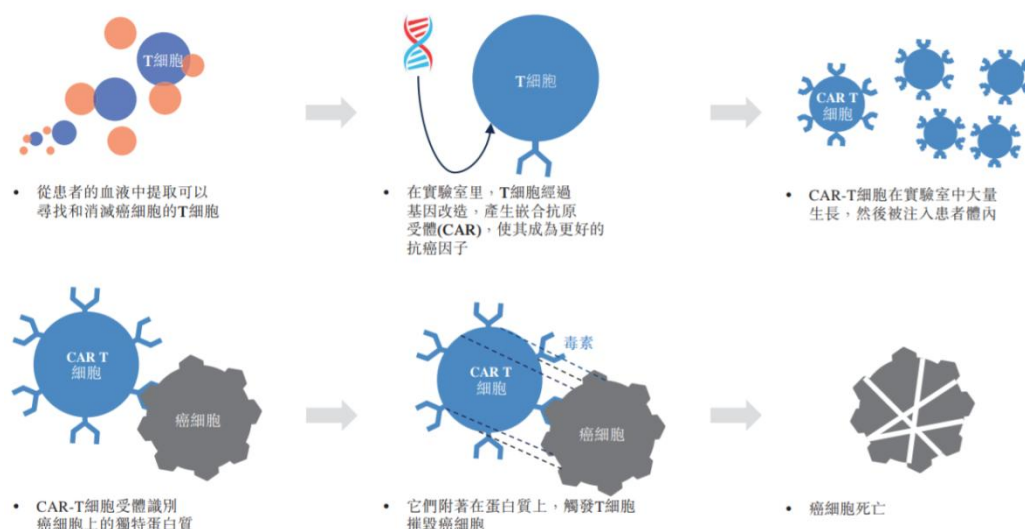 T細胞
T細胞
CAR T
細胞
• 從患者的血液中提取可以
尋找和消滅癌細胞的T細胞
• 在實驗室里，T細胞經過
基因改造，產生嵌合抗原
受體(CAR)，使其成為更好的
抗癌因子
• CAR-T細胞在實驗室中大量
生長，然後被注入患者體內
CAR T
細胞
癌細胞
毒素
CAR T
細胞
癌細胞
• CAR-T細胞受體識別
癌細胞上的獨特蛋白質
• 它們附著在蛋白質上，觸發T細胞
摧毀癌細胞
• 癌細胞死亡